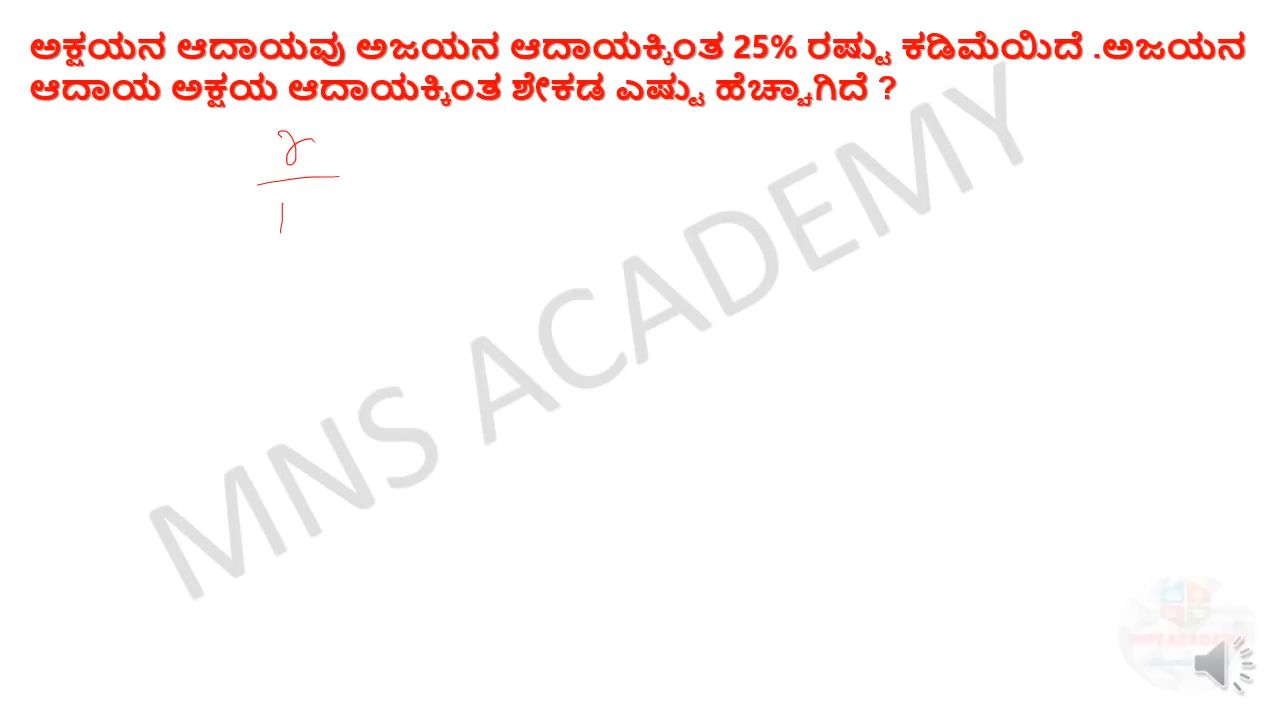 ಅಕ್ಷಯನ ಆದಾಯವು ಅಜಯನ ಆದಾಯಕ್ಕಿಂತ 25% ರಷ್ಟು ಕಡಿಮೆಯಿದೆ .ಅಜಯನ
ಆದಾಯ ಅಕ್ಷಯ ಆದಾಯಕ್ಕಿಂತ ಶೇಕಡ ಎಷ್ಟು ಹೆಚ್ಚಾಗಿದೆ ?
r
1
MNS ACADEMY